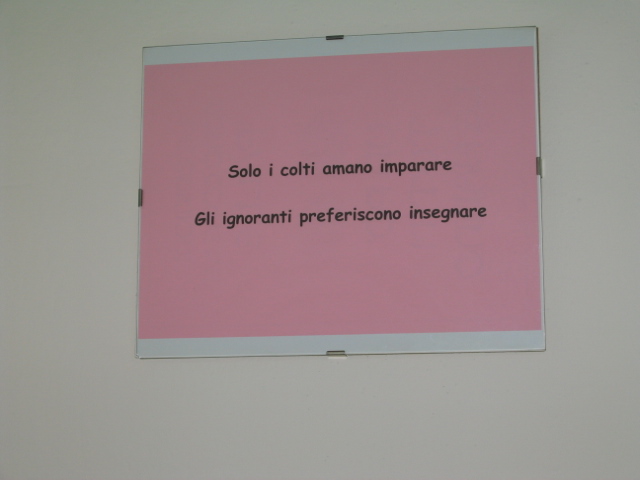 Solo i colti amano imparare
Gli ignoranti preferiscono insegnare